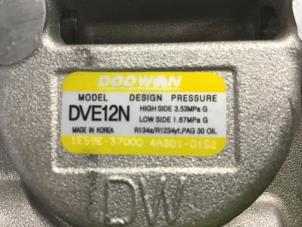 DOOWON
MODEL DESIGN PRESSURE
DVE12N HIGH SIDE 3.53MPa G
LOW SIDE 1.67MPa G
MADE IN KOREA R134a/R1234yf, PAG 30 OIL
1E59E-37000 4A301-0152
DW